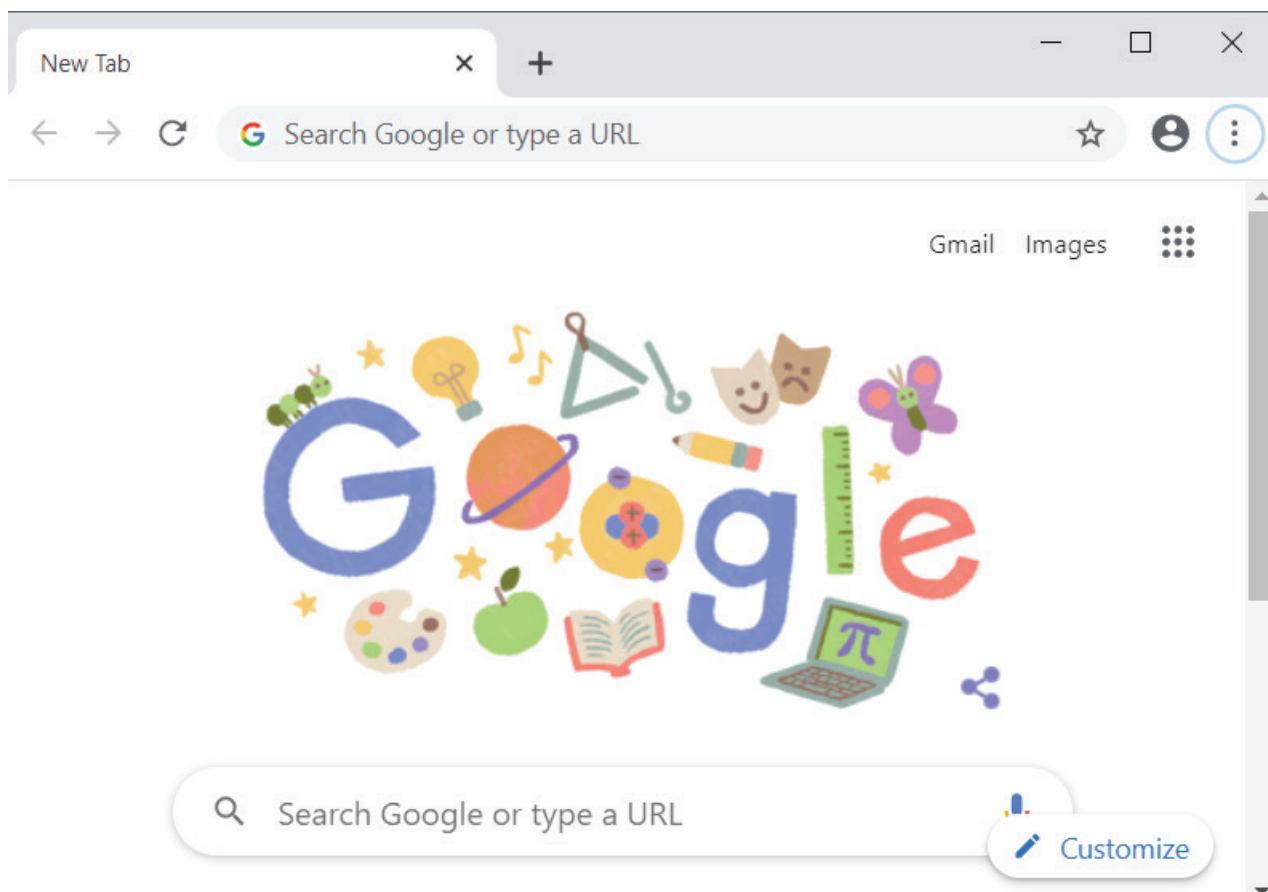 New Tab
Search Google or type a URL
Gmail Images
Google
π
Search Google or type a URL
Customize